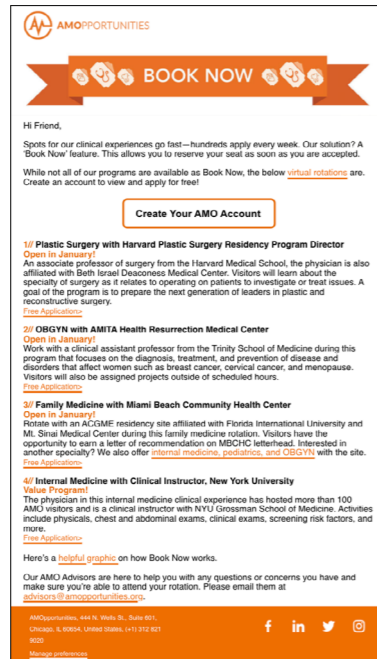 AMOPPORTUNITIES
BOOK NOW
Hi Friend,
Spots for our clinical experiences go fast—hundreds apply every week. Our solution? A
'Book Now' feature. This allows you to reserve your seat as soon as you are accepted.
While not all of our programs are available as Book Now, the below virtual rotations are.
Create an account to view and apply for free!
Create Your AMO Account
1// Plastic Surgery with Harvard Plastic Surgery Residency Program Director
Open in January!
An associate professor of surgery from the Harvard Medical School, the physician is also
affiliated with Beth Israel Deaconess Medical Center. Visitors will learn about the
specialty of surgery as it relates to operating on patients to investigate or treat issues. A
goal of the program is to prepare the next generation of leaders in plastic and
reconstructive surgery.
Free Application>
2// OBGYN with AMITA Health Resurrection Medical Center
Open in January!
Work with a clinical assistant professor from the Trinity School of Medicine during this
program that focuses on the diagnosis, treatment, and prevention of disease and
disorders that affect women such as breast cancer, cervical cancer, and menopause.
Visitors will also be assigned projects outside of scheduled hours.
Free Application>
3// Family Medicine with Miami Beach Community Health Center
Open in January!
Rotate with an ACGME residency site affiliated with Florida International University and
Mt. Sinai Medical Center during this family medicine rotation. Visitors have the
opportunity to earn a letter of recommendation on MBCHC letterhead. Interested in
another specialty? We also offer internal medicine, pediatrics, and OBGYN with the site.
Free Application>
4// Internal Medicine with Clinical Instructor, New York University
Value Program!
The physician in this internal medicine clinical experience has hosted more than 100
AMO visitors and is a clinical instructor with NYU Grossman School of Medicine. Activities
include physicals, chest and abdominal exams, clinical exams, screening risk factors, and
more.
Free Application>
Here's a helpful graphic on how Book Now works.
Our AMO Advisors are here to help you with any questions or concerns you have and
make sure you're able to attend your rotation. Please email them at
advisors@amopportunities.org.
AMOpportunities, 444 N. Wells St., Suite 601,
Chicago, IL 60654, United States, (+1) 312 821
9020
Manage preferences